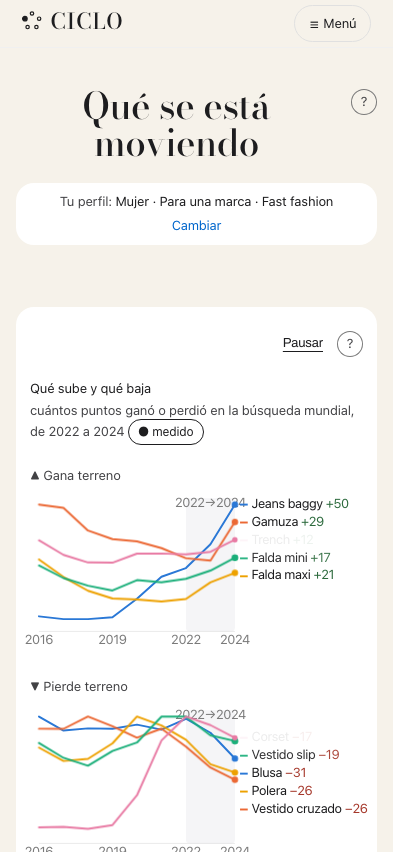 CICLO
≡ Menú
Qué se está
moviendo
?
Tu perfil: Mujer · Para una marca · Fast fashion
Cambiar
Pausar
?
Qué sube y qué baja
cuántos puntos ganó o perdió en la búsqueda mundial,
de 2022 a 2024 ● medido
▲ Gana terreno
2022→2024
Jeans baggy +50
Gamuza +29
Trench +12
Falda mini +17
Falda maxi +21
2016 2019 2022 2024
▼ Pierde terreno
2022→2024
Corset −17
Vestido slip −19
Blusa −31
Polera −26
Vestido cruzado −26
2016 2019 2022 2024